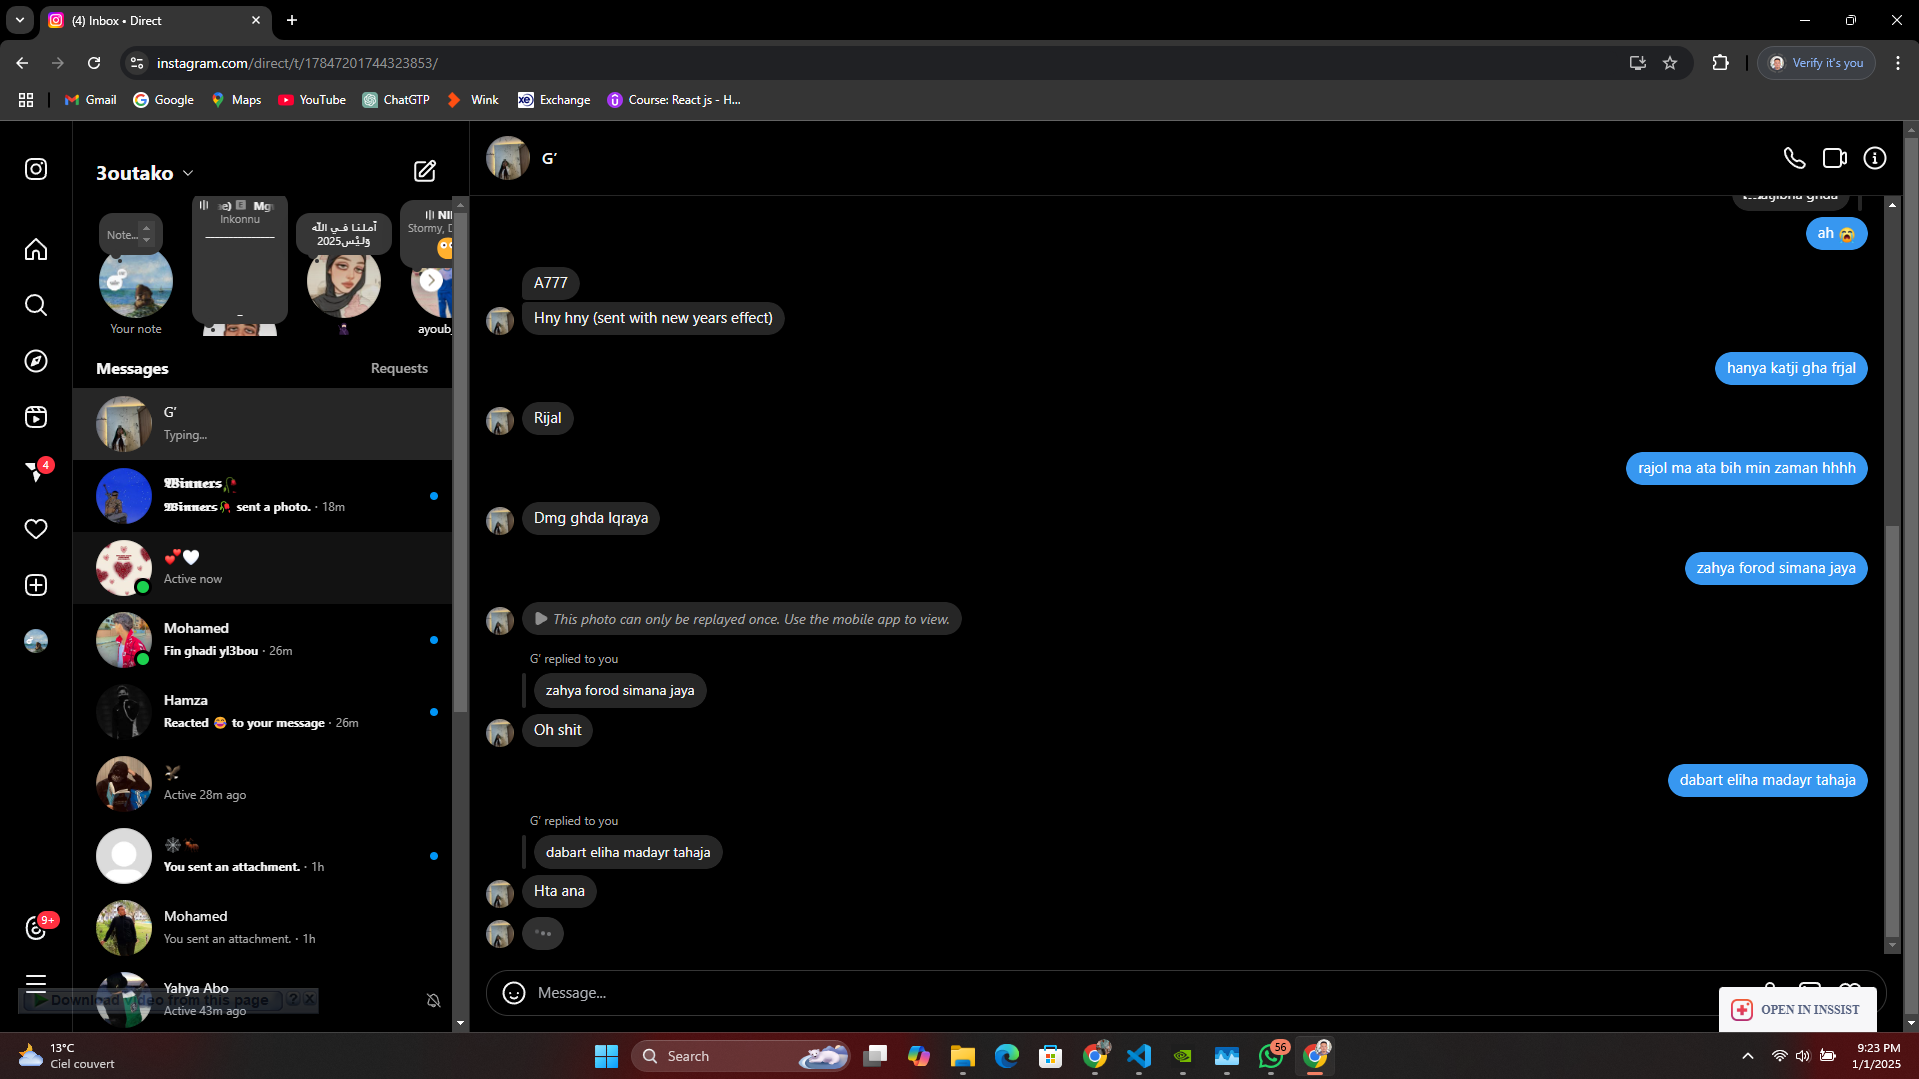 (4) Inbox • Direct
instagram.com/direct/t/17847201744323853/
Verify it's you
Gmail
Google
Maps
YouTube
ChatGTP
Wink
Exchange
Course: React js - H...
3outako
Note...
Mg
Inkonnu
آملنا في الله
وَليْس2025
NI
Stormy, D
Your note
ayoub
Messages
Requests
G'
Typing...
Winners
Winners sent a photo. · 18m
Active now
Mohamed
Fin ghadi yl3bou · 26m
Hamza
Reacted 😂 to your message · 26m
Active 28m ago
You sent an attachment. · 1h
Mohamed
You sent an attachment. · 1h
Yahya Abo
Active 43m ago
Download video from this page ? X
4
9+
G'
ghda
ah 😭
A777
Hny hny (sent with new years effect)
hanya katji gha frjal
Rijal
rajol ma ata bih min zaman hhhh
Dmg ghda lqraya
zahya forod simana jaya
This photo can only be replayed once. Use the mobile app to view.
G' replied to you
zahya forod simana jaya
Oh shit
dabart eliha madayr tahaja
G' replied to you
dabart eliha madayr tahaja
Hta ana
Message...
OPEN IN INSSIST
13°C
Ciel couvert
Search
56
9:23 PM
1/1/2025